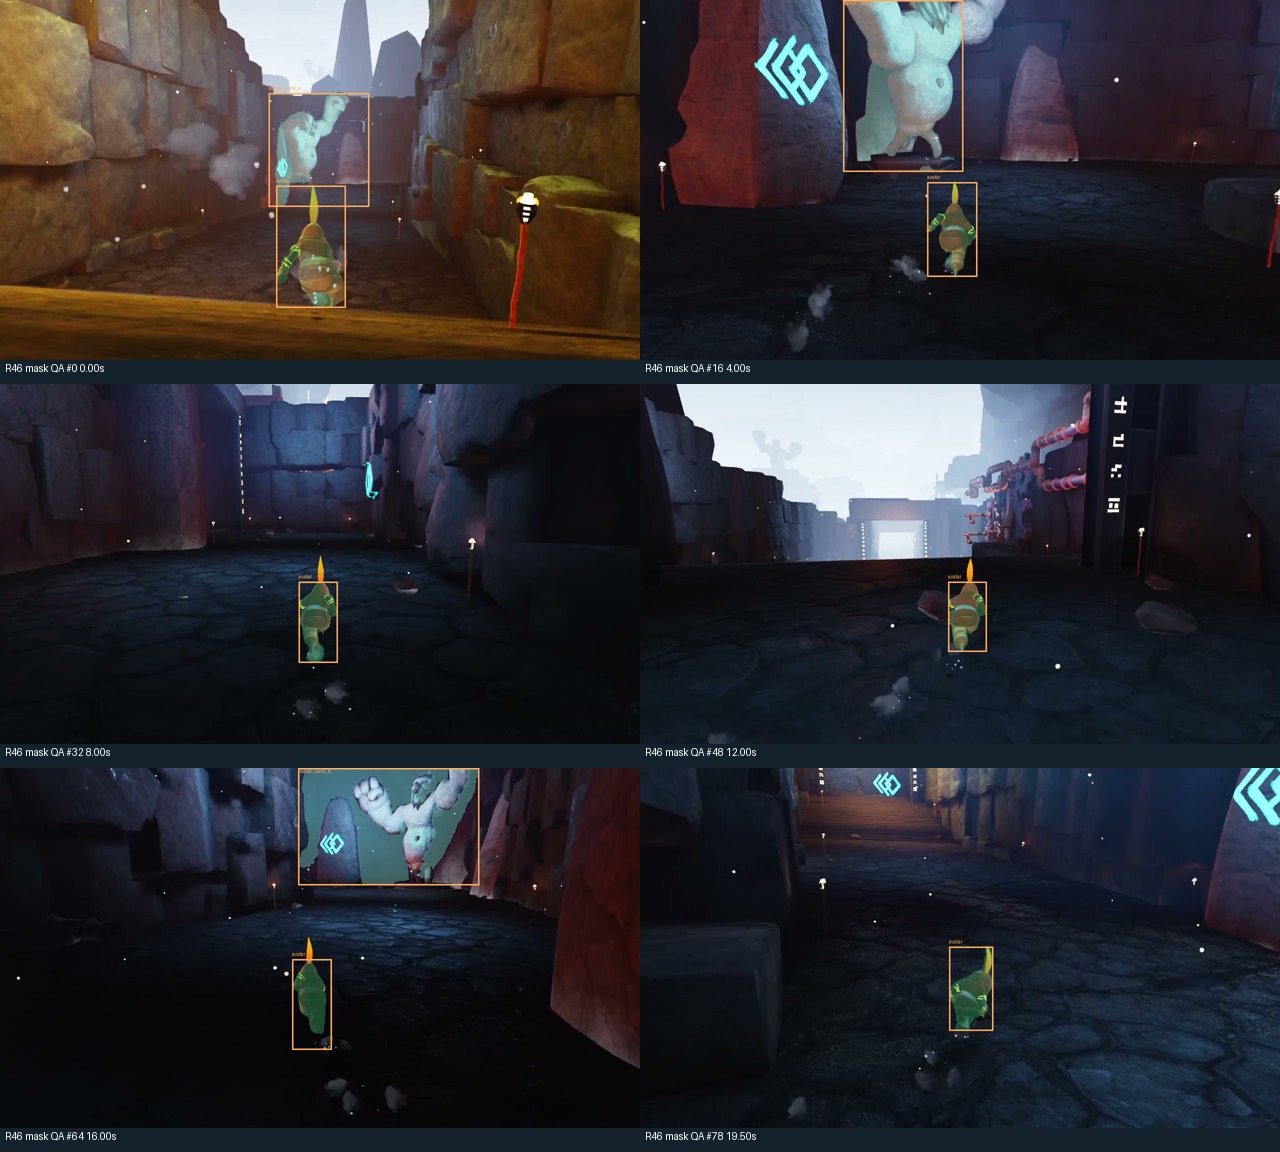 R46 mask QA #0 0.00s
avatar
R46 mask QA #16 4.00s
avatar
avatar
R46 mask QA #32 8.00s
R46 mask QA #48 12.00s
avatar
avatar
R46 mask QA #64 16.00s
R46 mask QA #78 19.50s